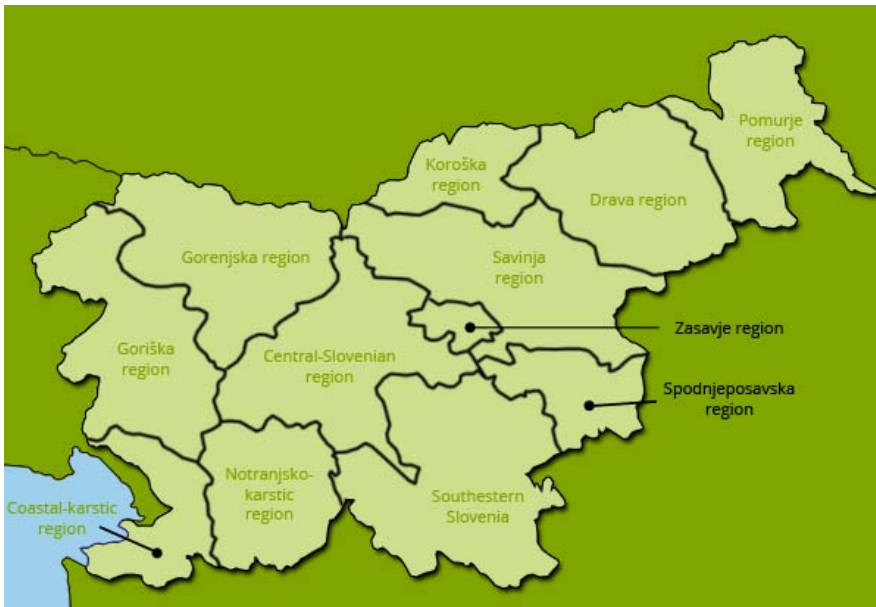 Pomurje
region
Koroška
region
Drava region
Gorenjska region
Savinja
region
Zasavje region
Goriška
region
Central-Slovenian
region
Spodnjeposavska
region
Notranjsko-
karstic
region
Southestern
Slovenia
Coastal-karstic
region